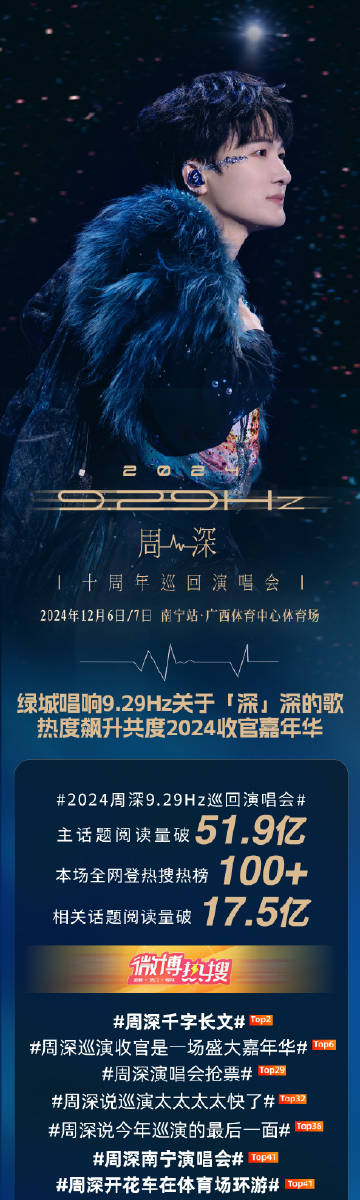 2024
9.29Hz
周深
十周年巡回演唱会
2024年12月6日/7日 南宁站·广西体育中心体育场
绿城唱响9.29Hz关于「深」深的歌
热度飙升共度2024收官嘉年华
#2024周深9.29Hz巡回演唱会#
主话题阅读量破 51.9亿
本场全网登热搜热榜 100+
相关话题阅读量破 17.5亿
微博热搜
#周深千字长文# Top2
#周深巡演收官是一场盛大嘉年华# Top6
#周深演唱会抢票# Top29
#周深说巡演太太太太快了# Top32
#周深说今年巡演的最后一面# Top36
#周深南宁演唱会# Top41
#周深开花车在体育场环游# Top41